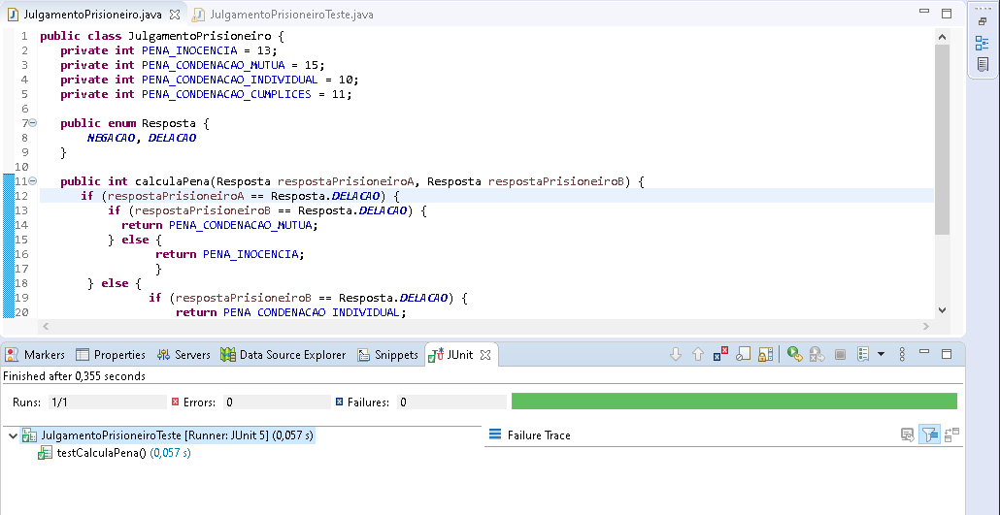 JulgamentoPrisioneiro.java JulgamentoPrisioneiroTeste.java
1 public class JulgamentoPrisioneiro {
2 private int PENA_INOCENCIA = 13;
3 private int PENA_CONDENACAO_MUTUA = 15;
4 private int PENA_CONDENACAO_INDIVIDUAL = 10;
5 private int PENA_CONDENACAO_CUMPLICES = 11;
6
7 public enum Resposta {
8 NEGACAO, DELACAO
9 }
10
11 public int calculaPena(Resposta respostaPrisioneiroA, Resposta respostaPrisioneiroB) {
12 if (respostaPrisioneiroA == Resposta.DELACAO) {
13 if (respostaPrisioneiroB == Resposta.DELACAO) {
14 return PENA_CONDENACAO_MUTUA;
15 } else {
16 return PENA_INOCENCIA;
17 }
18 } else {
19 if (respostaPrisioneiroB == Resposta.DELACAO) {
20 return PENA_CONDENACAO_INDIVIDUAL;
Markers Properties Servers Data Source Explorer Snippets JUnit
Finished after 0,355 seconds
Runs: 1/1 Errors: 0 Failures: 0
JulgamentoPrisioneiroTeste [Runner: JUnit 5] (0,057 s) Failure Trace
testCalculaPena() (0,057 s)